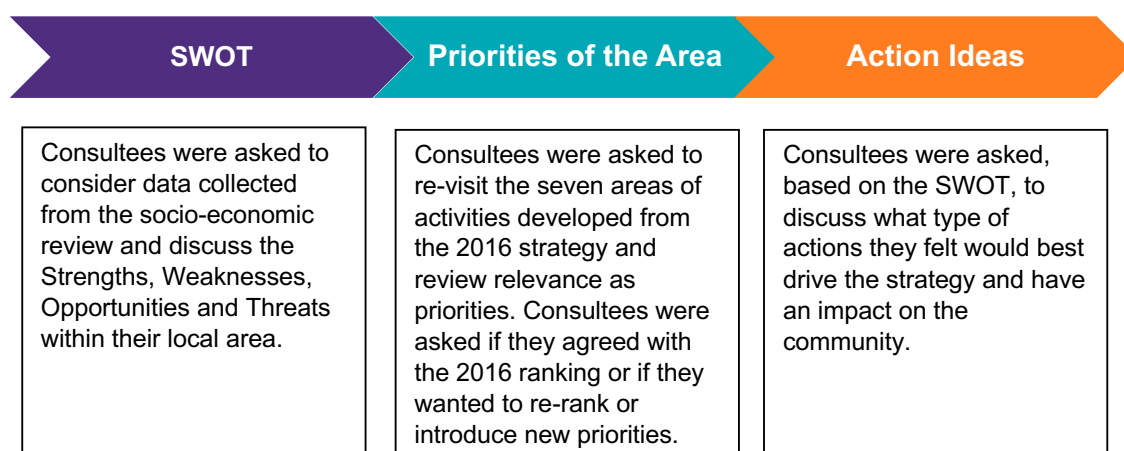 SWOT
Priorities of the Area
Action Ideas
Consultees were asked to
consider data collected
from the socio-economic
review and discuss the
Strengths, Weaknesses,
Opportunities and Threats
within their local area.
Consultees were asked to
re-visit the seven areas of
activities developed from
the 2016 strategy and
review relevance as
priorities. Consultees were
asked if they agreed with
the 2016 ranking or if they
wanted to re-rank or
introduce new priorities.
Consultees were asked,
based on the SWOT, to
discuss what type of
actions they felt would best
drive the strategy and have
an impact on the
community.